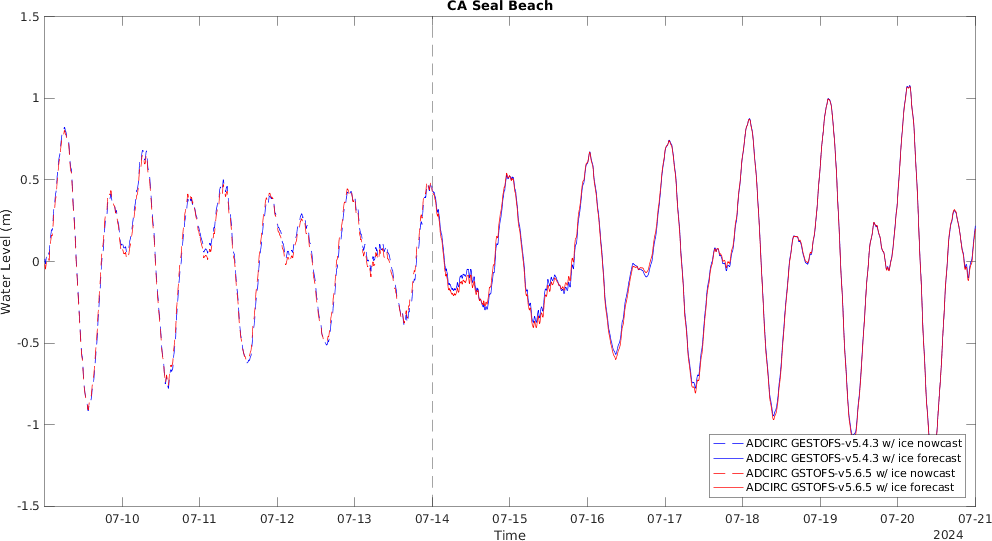 CA Seal Beach
1.5
1
0.5
0
-0.5
-1
-1.5
Water Level (m)
ADCIRC GESTOFS-v5.4.3 w/ ice nowcast
ADCIRC GESTOFS-v5.4.3 w/ ice forecast
ADCIRC GSTOFS-v5.6.5 w/ ice nowcast
ADCIRC GSTOFS-v5.6.5 w/ ice forecast
07-10 07-11 07-12 07-13 07-14 07-15 07-16 07-17 07-18 07-19 07-20 07-21
Time
2024